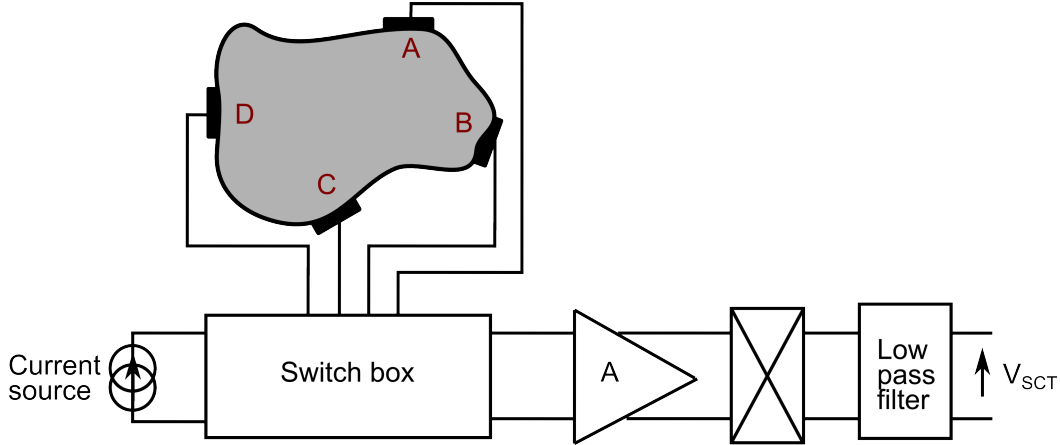 A
D
B
C
Current
source
Switch box
A
Low
pass
filter
VSCT